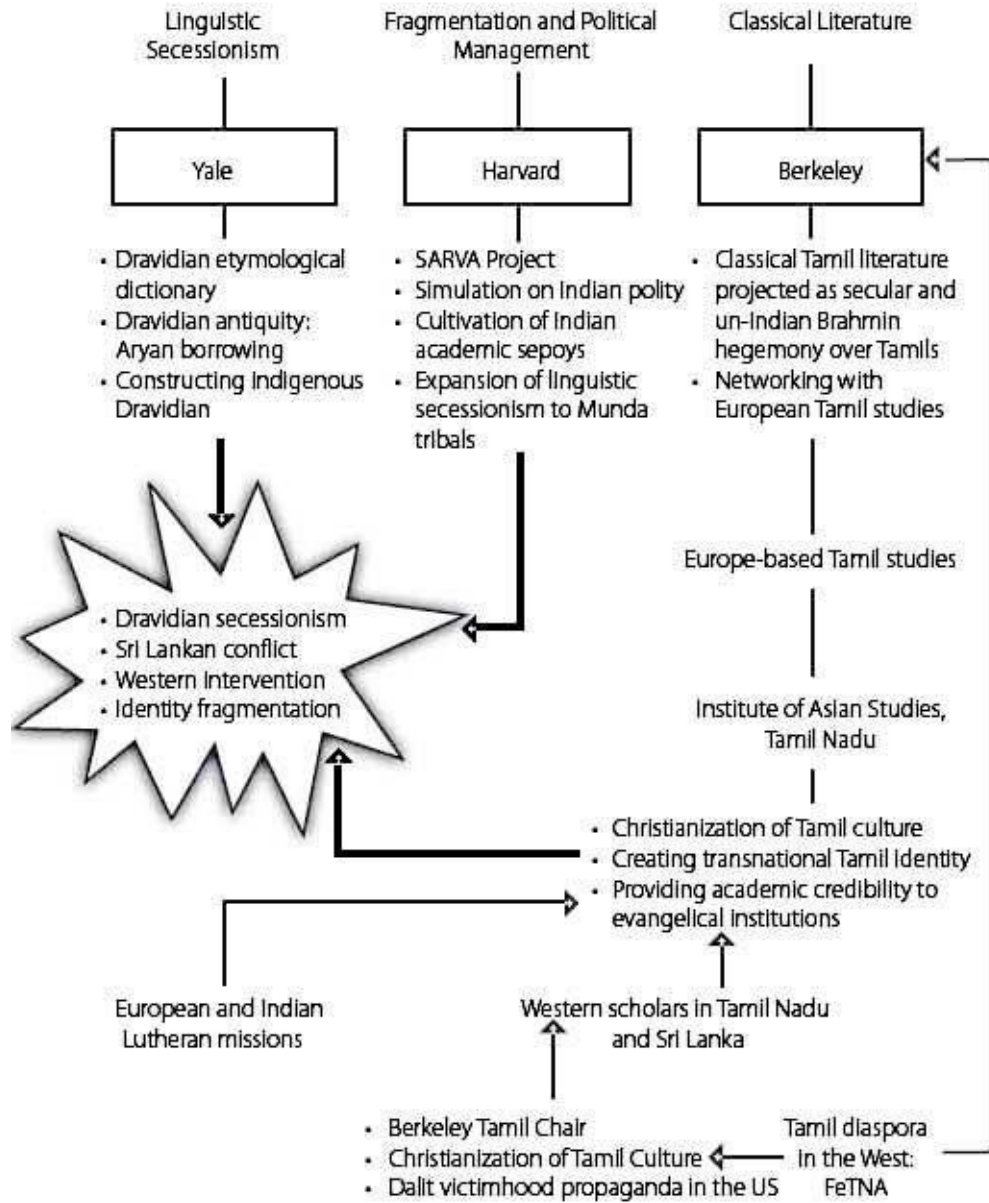 Linguistic
Secessionism
Fragmentation and Political
Management
Classical Literature
Yale
Harvard
Berkeley
• Dravidian etymological
dictionary
• Dravidian antiquity:
Aryan borrowing
• Constructing indigenous
Dravidian
• SARVA Project
• Simulation on Indian polity
• Cultivation of Indian
academic sepoys
• Expansion of linguistic
secessionism to Munda
tribals
• Classical Tamil literature
projected as secular and
un-Indian Brahmin
hegemony over Tamils
• Networking with
European Tamil studies
• Dravidian secessionism
• Sri Lankan conflict
• Western intervention
• Identity fragmentation
Europe-based Tamil studies
Institute of Asian Studies,
Tamil Nadu
• Christianization of Tamil culture
• Creating transnational Tamil identity
• Providing academic credibility to
evangelical institutions
European and Indian
Lutheran missions
Western scholars in Tamil Nadu
and Sri Lanka
• Berkeley Tamil Chair
• Christianization of Tamil Culture
• Dalit victimhood propaganda in the US
Tamil diaspora
in the West:
FeTNA